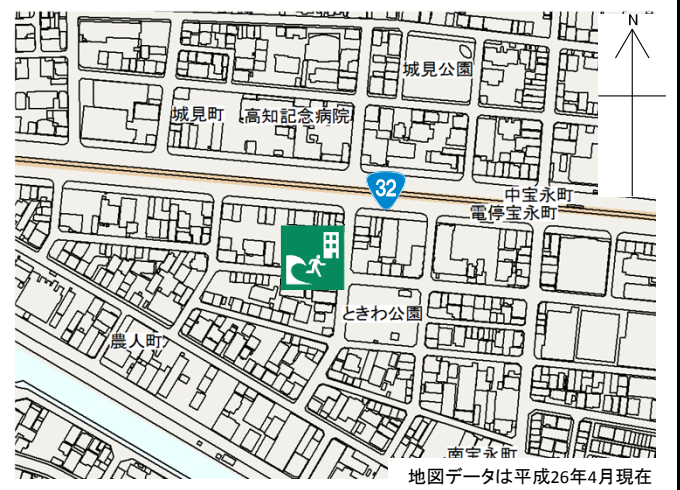 N
城見公園
城見町
高知記念病院
32
中宝永町
電停宝永町
ときわ公園
農人町
南宝永町
地図データは平成26年4月現在